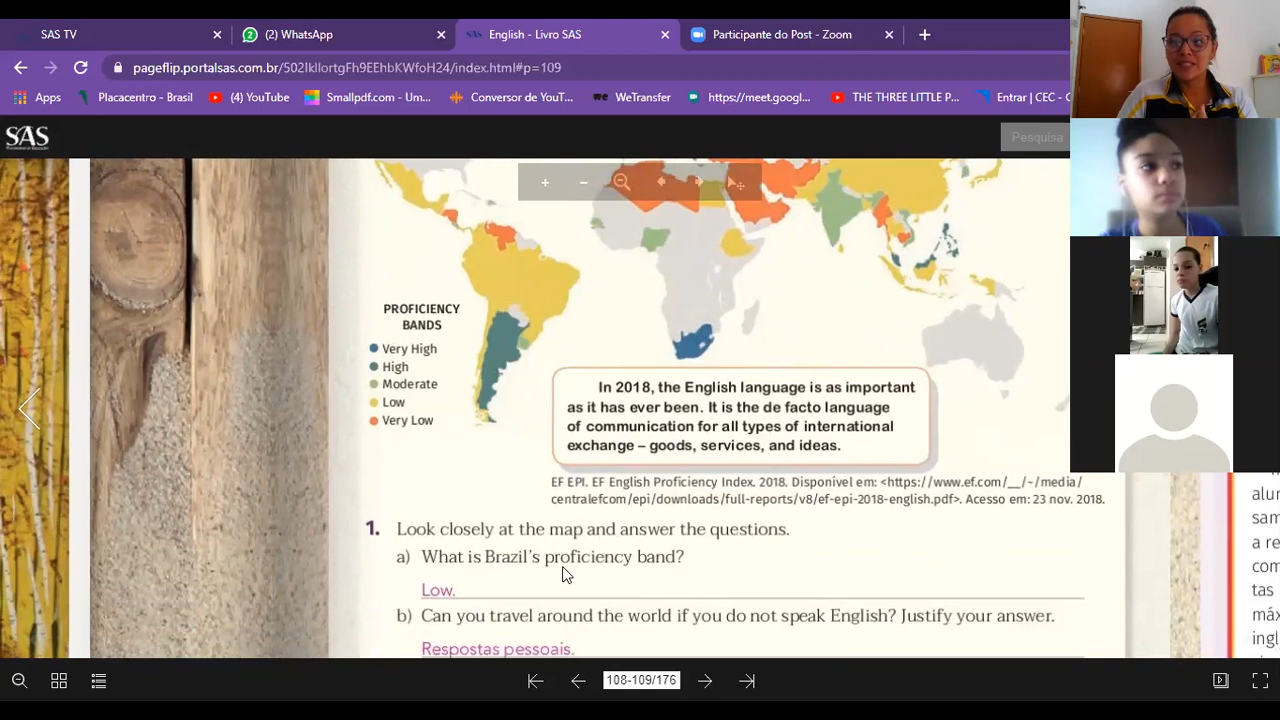 SAS TV
(2) WhatsApp
English - Livro SAS
Participante do Post - Zoom
pageflip.portalsas.com.br/502IkllortgFh9EEhbKWfoH24/index.html#p=109
Apps
Placacentro - Brasil
(4) YouTube
Smallpdf.com - Um...
Conversor de YouT...
WeTransfer
https://meet.googl...
THE THREE LITTLE P...
Entrar | CEC - C
SAS
Pesquisa
PROFICIENCY
BANDS
Very High
High
Moderate
Low
Very Low
In 2018, the English language is as important
as it has ever been. It is the de facto language
of communication for all types of international
exchange – goods, services, and ideas.
EF EPI. EF English Proficiency Index. 2018. Disponível em: <https://www.ef.com/__/~/media/
centralefcom/epi/downloads/full-reports/v8/ef-epi-2018-english.pdf>. Acesso em: 23 nov. 2018.
1. Look closely at the map and answer the questions.
a) What is Brazil's proficiency band?
Low.
b) Can you travel around the world if you do not speak English? Justify your answer.
Respostas pessoais.
alur
sam
a re
com
tas
máx
ingl
108-109/176